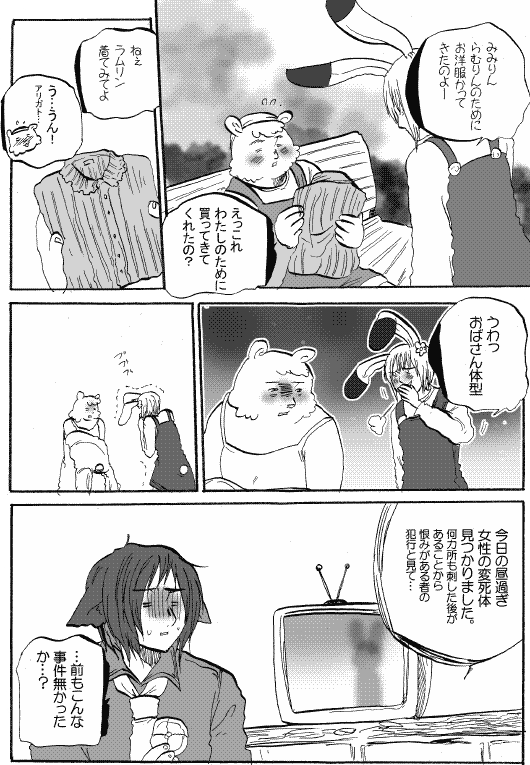 みみりん
らむりんのために
お洋服かって
きたのよー
えっこれ
わたしのために
買ってきて
くれたの?
ねぇ
ラムリン
着てみてよ
う…うん!
アリガト…
うわっ
おばさん体型
プププ
今日の昼過ぎ
女性の変死体
見つかりました。
何カ所も刺した後が
あることから
恨みがある者の
犯行と見て…
…前もこんな
事件無かった
か…?